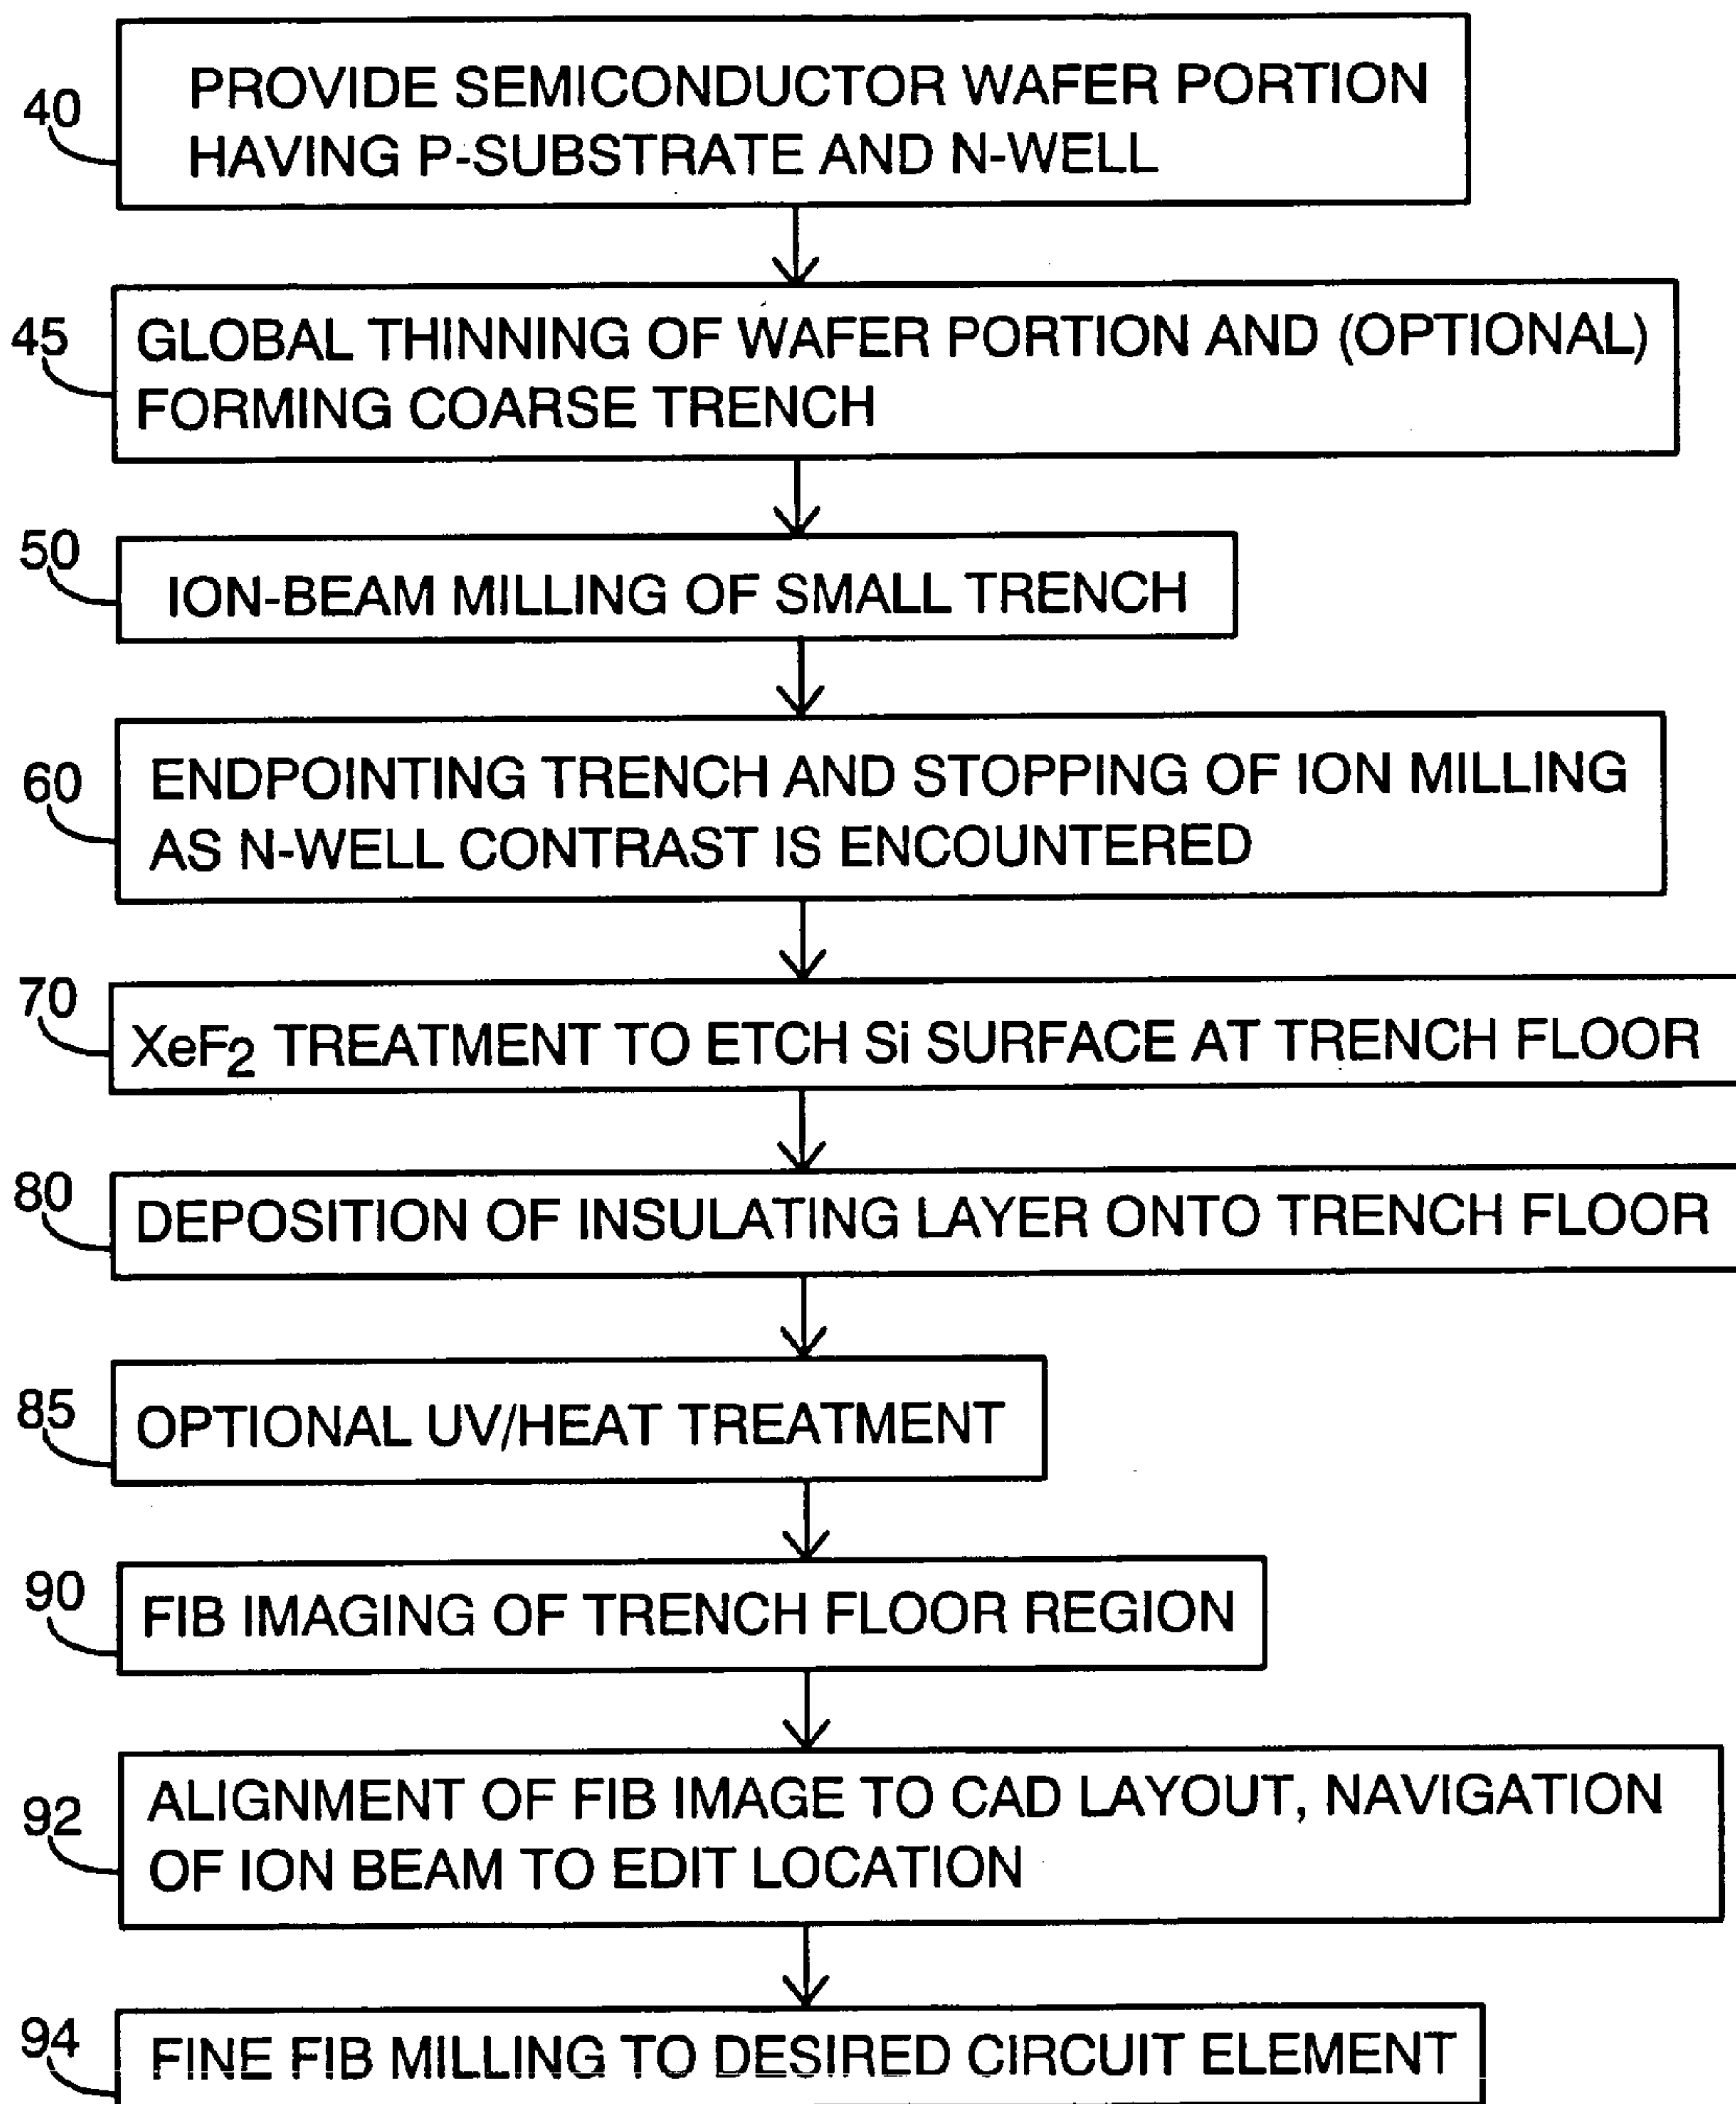 40
PROVIDE SEMICONDUCTOR WAFER PORTION
HAVING P-SUBSTRATE AND N-WELL
45
GLOBAL THINNING OF WAFER PORTION AND (OPTIONAL)
FORMING COARSE TRENCH
50
ION-BEAM MILLING OF SMALL TRENCH
60
ENDPOINTING TRENCH AND STOPPING OF ION MILLING
AS N-WELL CONTRAST IS ENCOUNTERED
70
XeF2 TREATMENT TO ETCH Si SURFACE AT TRENCH FLOOR
80
DEPOSITION OF INSULATING LAYER ONTO TRENCH FLOOR
85
OPTIONAL UV/HEAT TREATMENT
90
FIB IMAGING OF TRENCH FLOOR REGION
92
ALIGNMENT OF FIB IMAGE TO CAD LAYOUT, NAVIGATION
OF ION BEAM TO EDIT LOCATION
94
FINE FIB MILLING TO DESIRED CIRCUIT ELEMENT